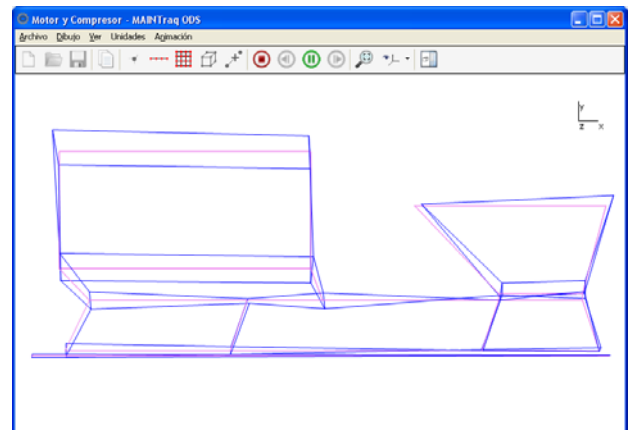 Motor y Compresor - MAINTraq ODS
Archivo Dibujo Ver Unidades Animación
y
z x